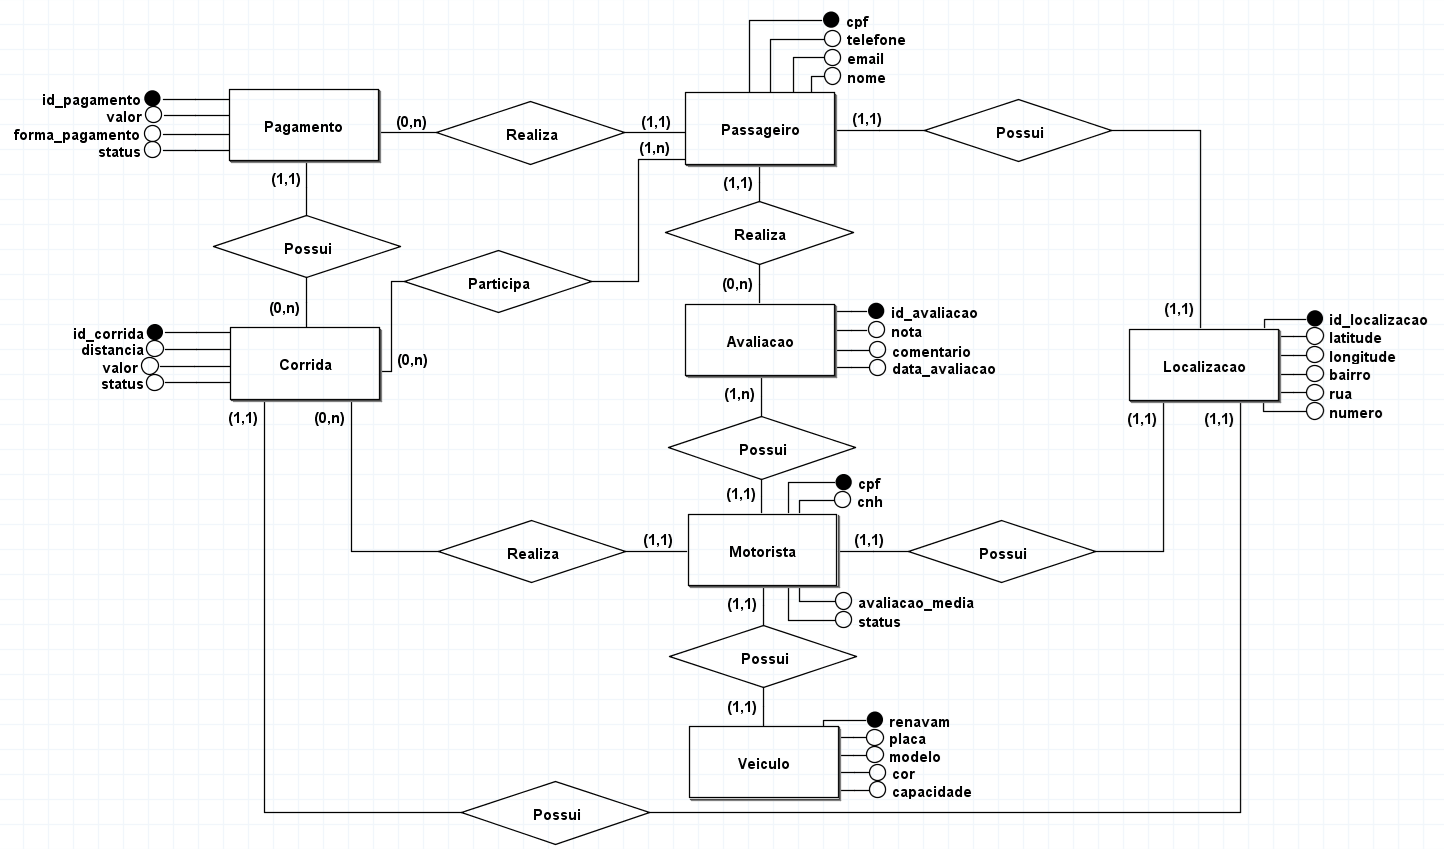 cpf
telefone
email
nome
id_pagamento
valor
forma_pagamento
status
Pagamento
(0,n)
Realiza
(1,1)
(1,n)
Passageiro
(1,1)
Possui
(1,1)
(1,1)
Realiza
Possui
Participa
(0,n)
(0,n)
(1,1)
id_corrida
distancia
valor
status
Corrida
(0,n)
Avaliacao
id_avaliacao
nota
comentario
data_avaliacao
Localizacao
id_localizacao
latitude
longitude
bairro
rua
numero
(1,1)
(0,n)
(1,n)
(1,1)
(1,1)
Possui
(1,1)
cpf
cnh
Realiza
(1,1)
Motorista
(1,1)
Possui
(1,1)
avaliacao_media
status
Possui
(1,1)
renavam
placa
modelo
cor
capacidade
Veiculo
Possui